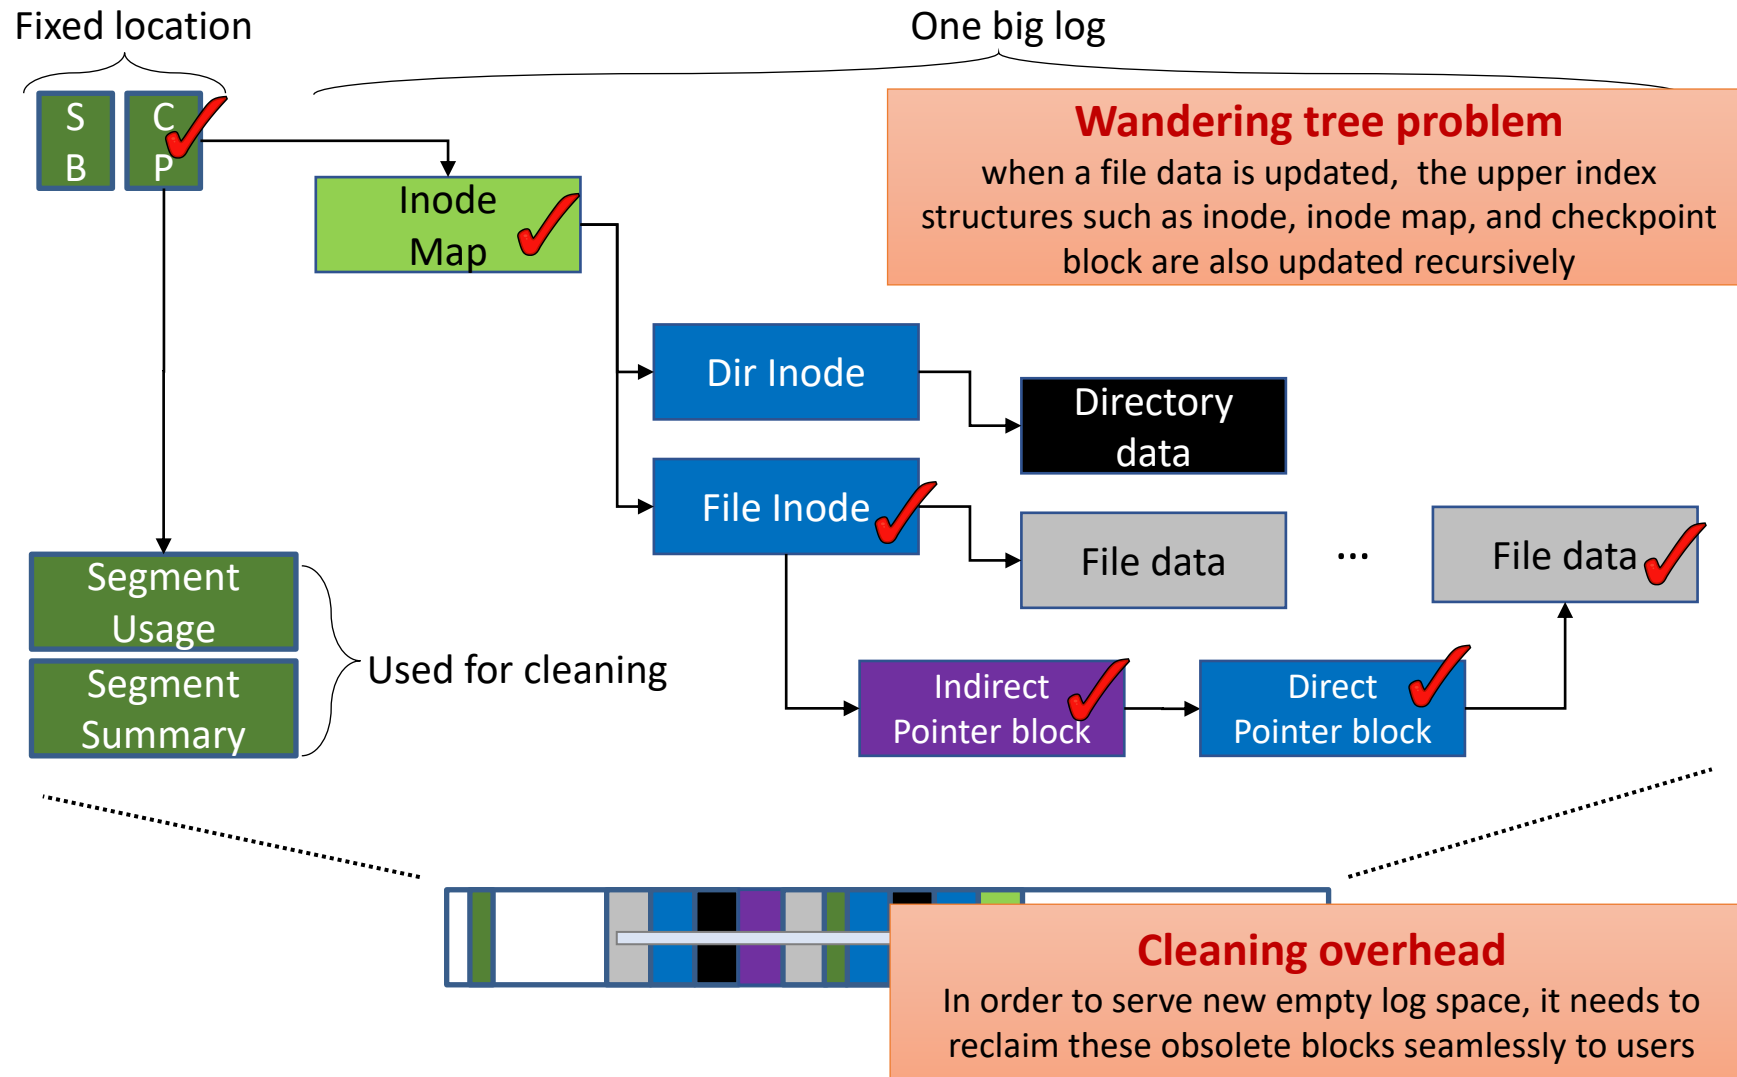 Fixed location
One big log
S
B
C
P
Wandering tree problem
when a file data is updated,  the upper index
structures such as inode, inode map, and checkpoint
block are also updated recursively
Inode
Map
Dir Inode
Directory
data
File Inode
File data
...
File data
Segment
Usage
Used for cleaning
Segment
Summary
Indirect
Pointer block
Direct
Pointer block
Cleaning overhead
In order to serve new empty log space, it needs to
reclaim these obsolete blocks seamlessly to users